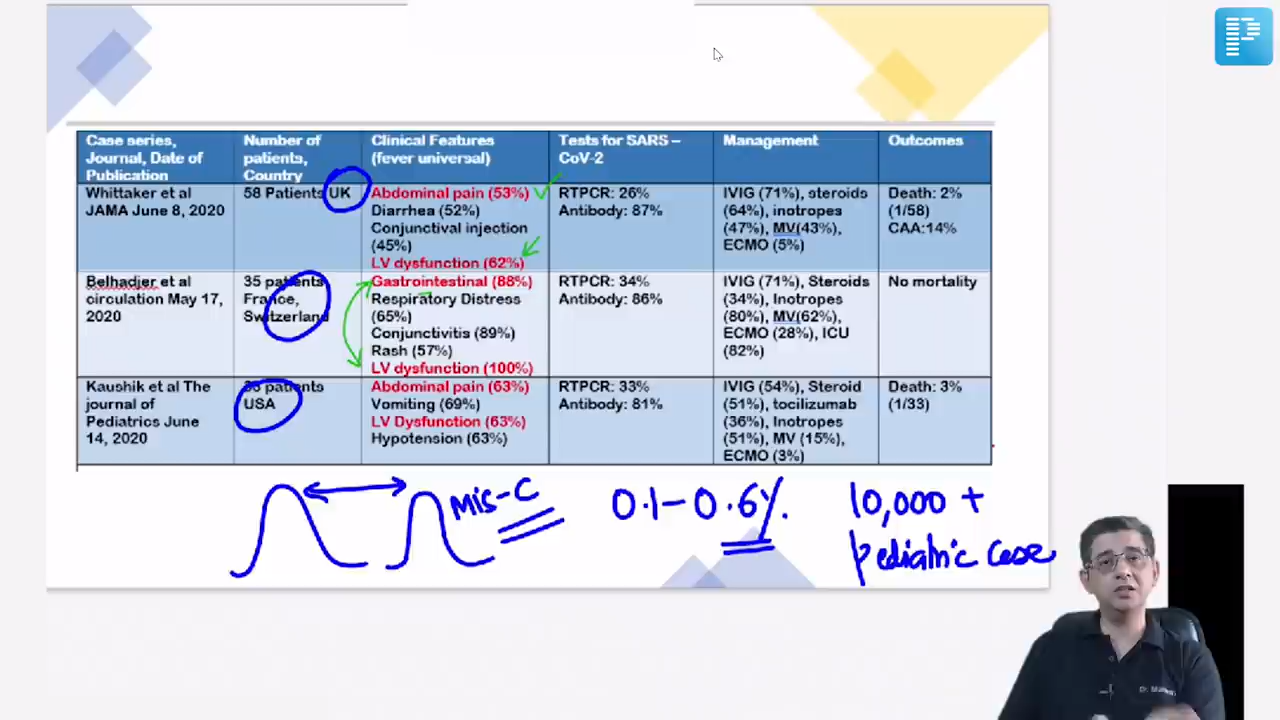 Case series, Journal, Date of Publication
Number of patients, Country
Clinical Features (fever universal)
Tests for SARS – CoV-2
Management
Outcomes
Whittaker et al JAMA June 8, 2020
58 Patients UK
Abdominal pain (53%)
Diarrhea (52%)
Conjunctival injection (45%)
LV dysfunction (62%)
RTPCR: 26%
Antibody: 87%
IVIG (71%), steroids (64%), inotropes (47%), MV(43%), ECMO (5%)
Death: 2% (1/58)
CAA:14%
Belhadjer et al circulation May 17, 2020
35 patients France, Switzerland
Gastrointestinal (88%)
Respiratory Distress (65%)
Conjunctivitis (89%)
Rash (57%)
LV dysfunction (100%)
RTPCR: 34%
Antibody: 86%
IVIG (71%), Steroids (34%), Inotropes (80%), MV(62%), ECMO (28%), ICU (82%)
No mortality
Kaushik et al The journal of Pediatrics June 14, 2020
33 patients USA
Abdominal pain (63%)
Vomiting (69%)
LV Dysfunction (63%)
Hypotension (63%)
RTPCR: 33%
Antibody: 81%
IVIG (54%), Steroid (51%), tocilizumab (36%), Inotropes (51%), MV (15%), ECMO (3%)
Death: 3% (1/33)
MIS-C
0.1-0.6%.
10,000 +
pediatric case
P